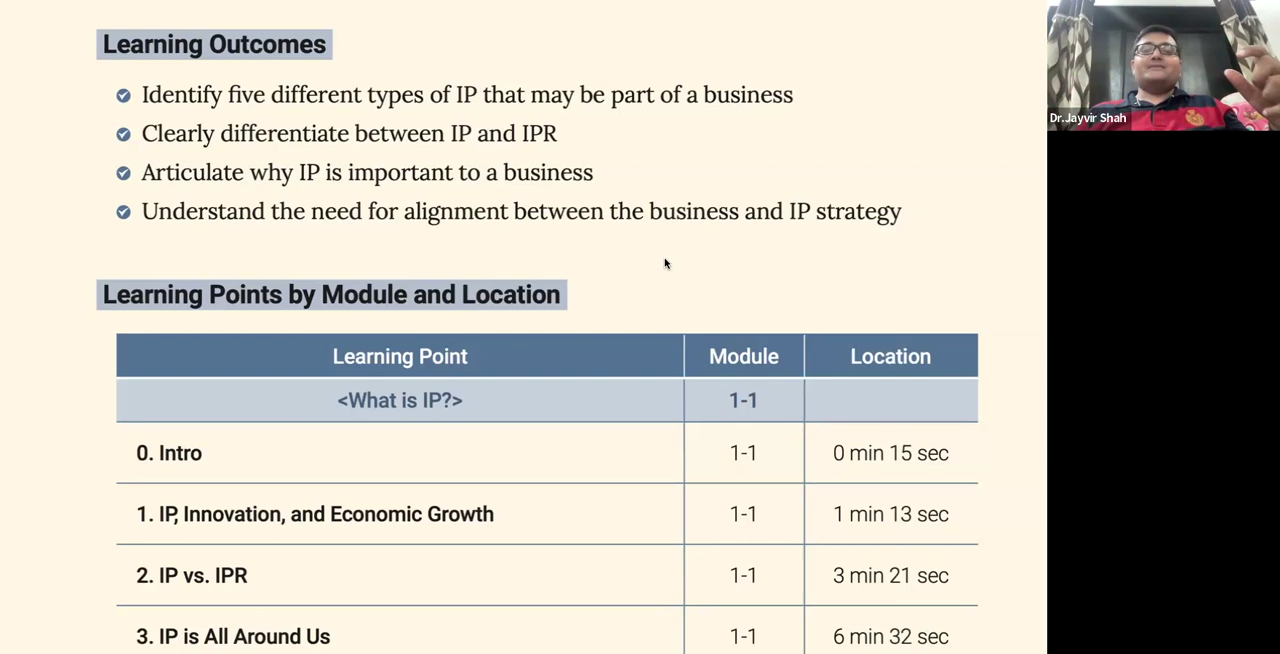 Learning Outcomes
Identify five different types of IP that may be part of a business
Clearly differentiate between IP and IPR
Articulate why IP is important to a business
Understand the need for alignment between the business and IP strategy
Learning Points by Module and Location
Learning Point Module Location
<What is IP?> 1-1
0. Intro 1-1 0 min 15 sec
1. IP, Innovation, and Economic Growth 1-1 1 min 13 sec
2. IP vs. IPR 1-1 3 min 21 sec
3. IP is All Around Us 1-1 6 min 32 sec
Dr.Jayvir Shah